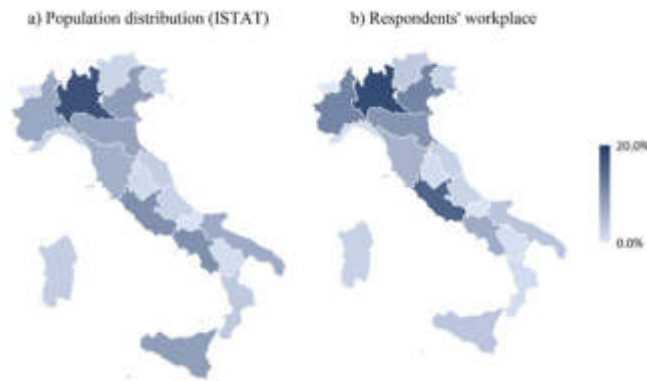 a) Population distribution (ISTAT)
b) Respondents' workplace
20,0%
0.0%